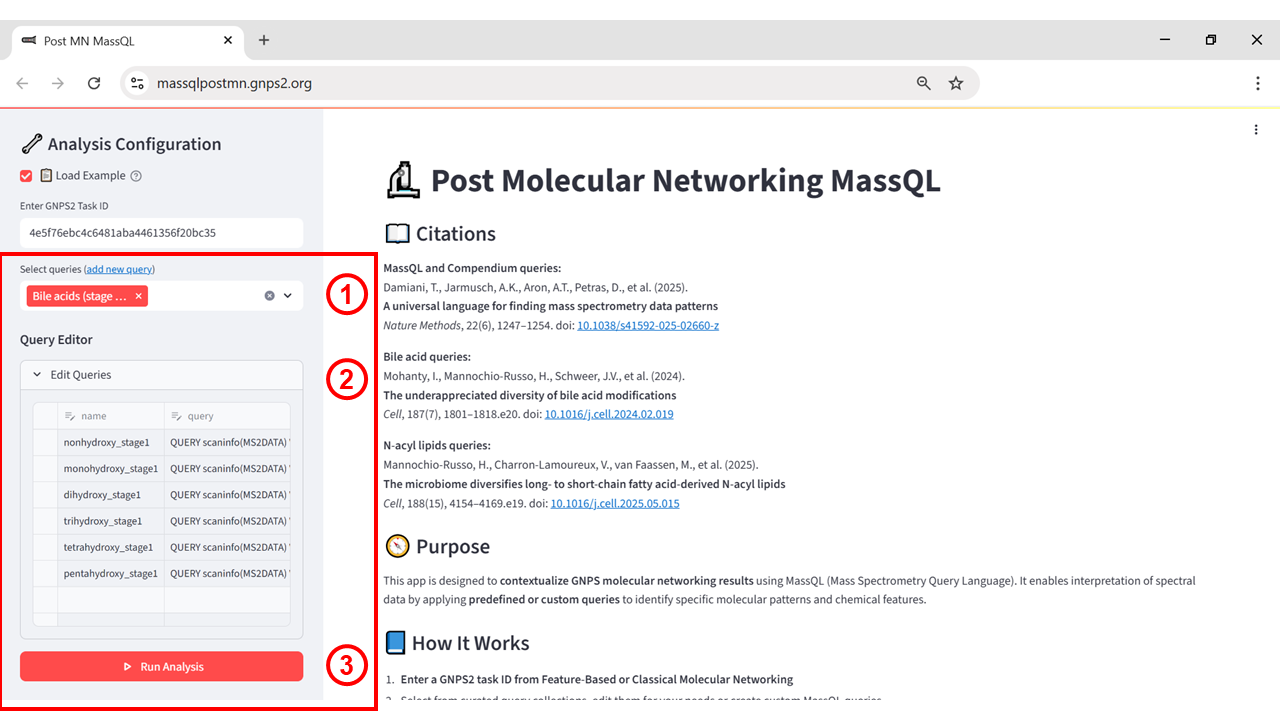 Post MN MassQL
massqlpostmn.gnps2.org
Analysis Configuration
Load Example
Enter GNPS2 Task ID
4e5f76ebc4c6481aba4461356f20bc35
Select queries (add new query)
Bile acids (stage ...
1
Query Editor
2
Edit Queries
name query
nonhydroxy_stage1 QUERY scaninfo(MS2DATA)
monohydroxy_stage1 QUERY scaninfo(MS2DATA)
dihydroxy_stage1 QUERY scaninfo(MS2DATA)
trihydroxy_stage1 QUERY scaninfo(MS2DATA)
tetrahydroxy_stage1 QUERY scaninfo(MS2DATA)
pentahydroxy_stage1 QUERY scaninfo(MS2DATA)
Run Analysis
3
Post Molecular Networking MassQL
Citations
MassQL and Compendium queries:
Damiani, T., Jarmusch, A.K., Aron, A.T., Petras, D., et al. (2025).
A universal language for finding mass spectrometry data patterns
Nature Methods, 22(6), 1247–1254. doi: 10.1038/s41592-025-02660-z
Bile acid queries:
Mohanty, I., Mannochio-Russo, H., Schweer, J.V., et al. (2024).
The underappreciated diversity of bile acid modifications
Cell, 187(7), 1801–1818.e20. doi: 10.1016/j.cell.2024.02.019
N-acyl lipids queries:
Mannochio-Russo, H., Charron-Lamoureux, V., van Faassen, M., et al. (2025).
The microbiome diversifies long- to short-chain fatty acid-derived N-acyl lipids
Cell, 188(15), 4154–4169.e19. doi: 10.1016/j.cell.2025.05.015
Purpose
This app is designed to contextualize GNPS molecular networking results using MassQL (Mass Spectrometry Query Language). It enables interpretation of spectral
data by applying predefined or custom queries to identify specific molecular patterns and chemical features.
How It Works
1. Enter a GNPS2 task ID from Feature-Based or Classical Molecular Networking